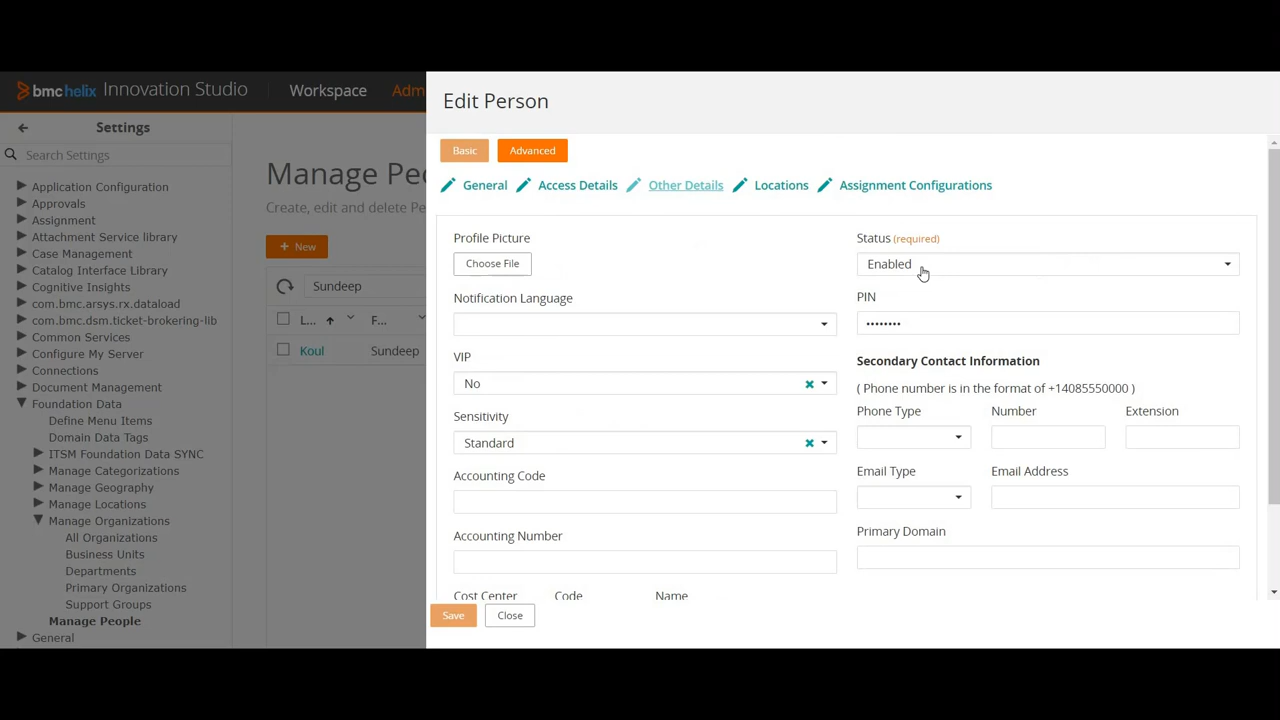 bmchelix Innovation Studio
Workspace
Adm
Settings
Search Settings
Application Configuration
Approvals
Assignment
Attachment Service library
Case Management
Catalog Interface Library
Cognitive Insights
com.bmc.arsys.rx.dataload
com.bmc.dsm.ticket-brokering-lib
Common Services
Configure My Server
Connections
Document Management
Foundation Data
Define Menu Items
Domain Data Tags
ITSM Foundation Data SYNC
Manage Categorizations
Manage Geography
Manage Locations
Manage Organizations
All Organizations
Business Units
Departments
Primary Organizations
Support Groups
Manage People
General
Manage Peo
Create, edit and delete Pe
+ New
Sundeep
L... F...
Koul Sundeep
Edit Person
Basic Advanced
General Access Details Other Details Locations Assignment Configurations
Profile Picture
Choose File
Notification Language
VIP
No
Sensitivity
Standard
Accounting Code
Accounting Number
Cost Center Code Name
Status (required)
Enabled
PIN
••••••••
Secondary Contact Information
( Phone number is in the format of +14085550000 )
Phone Type Number Extension
Email Type Email Address
Primary Domain
Save Close